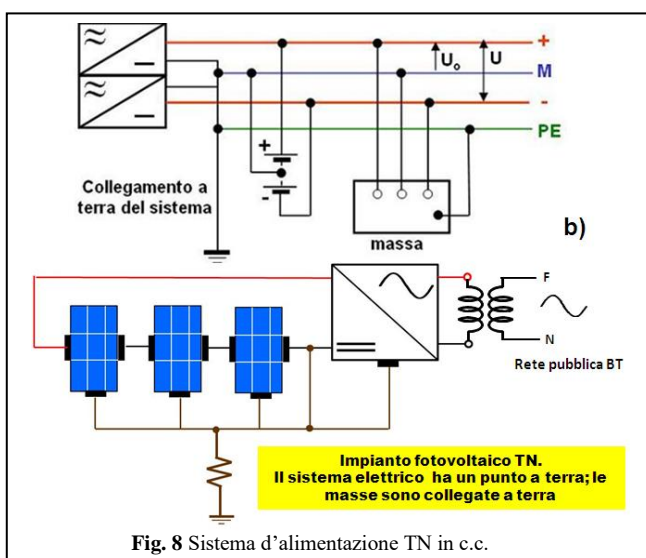 +
Uo
U
M
-
PE
+
-
Collegamento a
terra del sistema
massa
b)
F
N
Rete pubblica BT
Impianto fotovoltaico TN.
Il sistema elettrico ha un punto a terra; le
masse sono collegate a terra
Fig. 8 Sistema d'alimentazione TN in c.c.